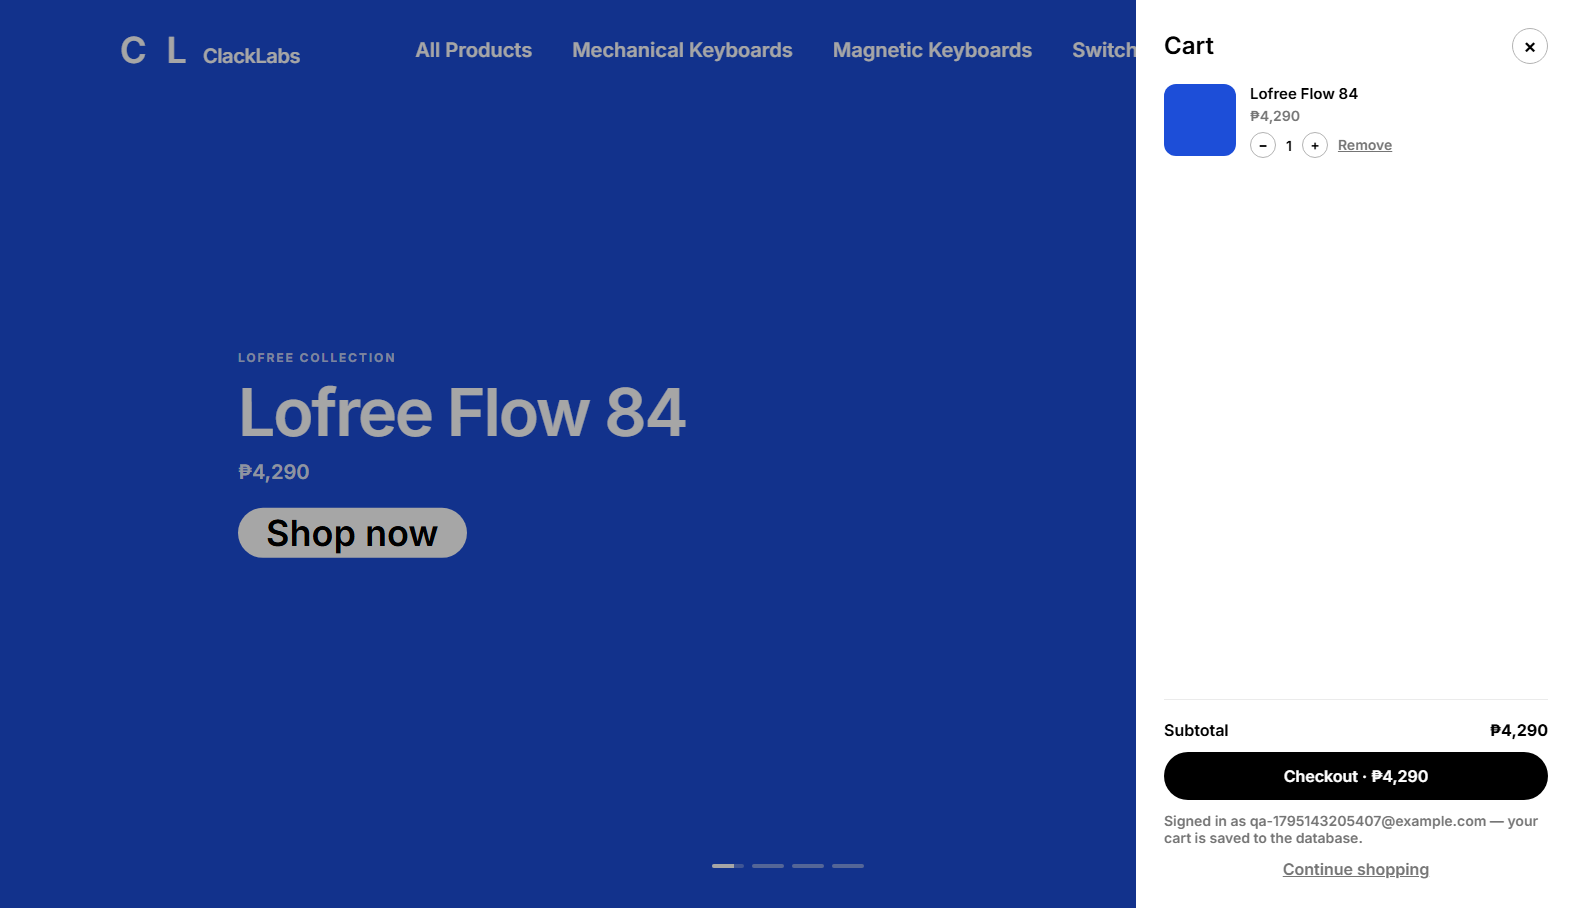 C L ClackLabs
All Products
Mechanical Keyboards
Magnetic Keyboards
Switch
LOFREE COLLECTION
Lofree Flow 84
₱4,290
Shop now
Cart
×
Lofree Flow 84
₱4,290
− 1 + Remove
Subtotal ₱4,290
Checkout · ₱4,290
Signed in as qa-1795143205407@example.com — your
cart is saved to the database.
Continue shopping